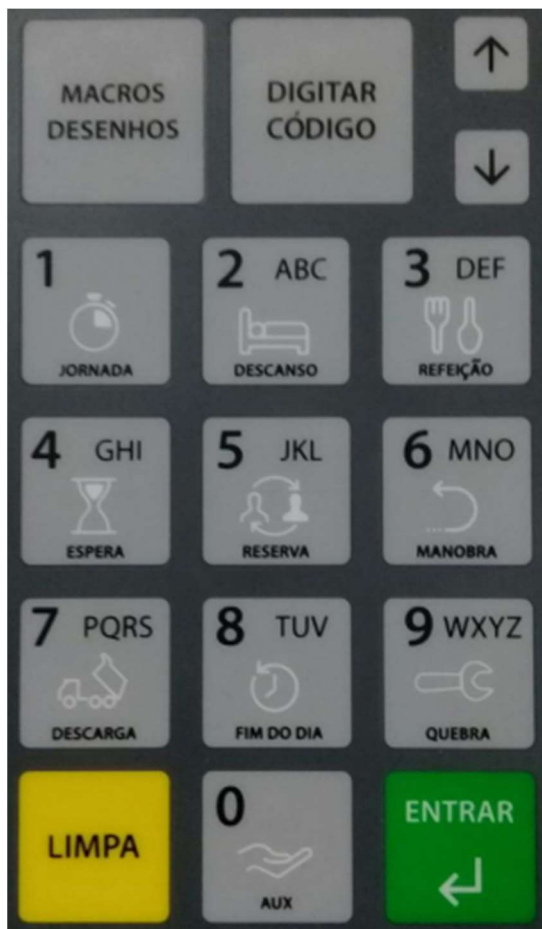 MACROS
DESENHOS
DIGITAR
CÓDIGO
1
JORNADA
2 ABC
DESCANSO
3 DEF
REFEIÇÃO
4 GHI
ESPERA
5 JKL
RESERVA
6 MNO
MANOBRA
7 PQRS
DESCARGA
8 TUV
FIM DO DIA
9 WXYZ
QUEBRA
LIMPA
0
AUX
ENTRAR